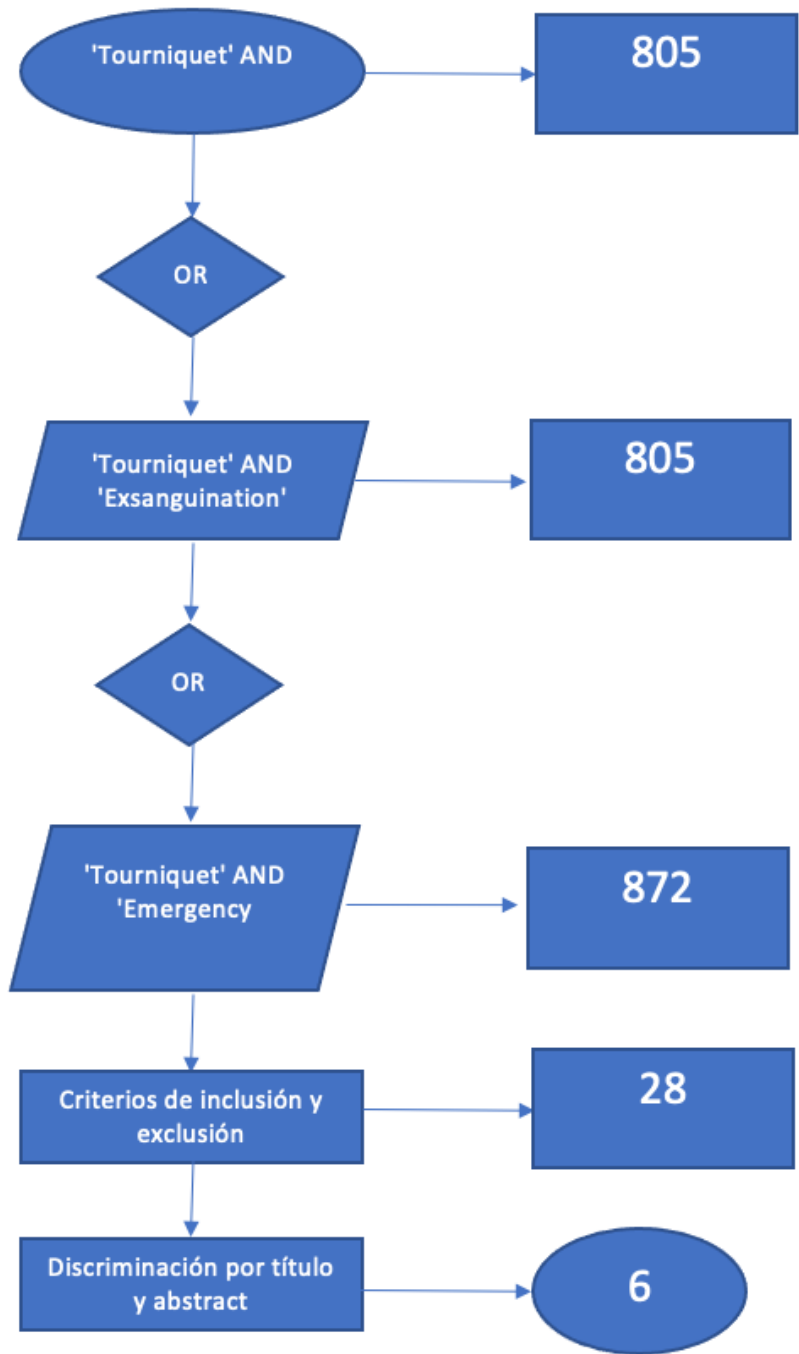 'Tourniquet' AND
805
OR
'Tourniquet' AND
'Exsanguination'
805
OR
'Tourniquet' AND
'Emergency
872
Criterios de inclusión y
exclusión
28
Discriminación por título
y abstract
6